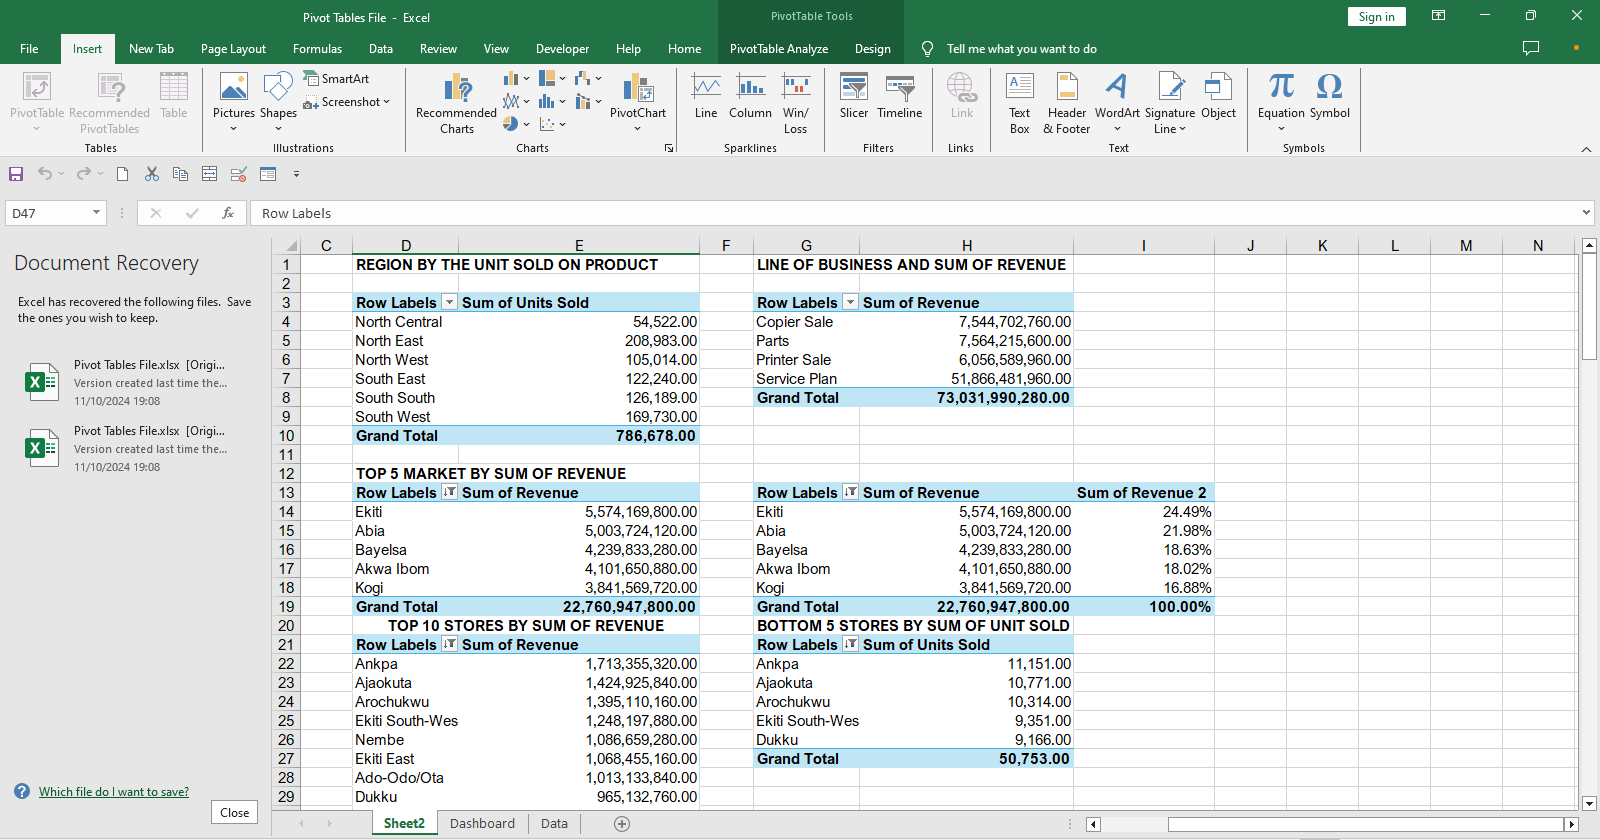 Pivot Tables File - Excel
PivotTable Tools
Sign in
File Insert New Tab Page Layout Formulas Data Review View Developer Help Home PivotTable Analyze Design Tell me what you want to do
PivotTable
Recommended PivotTables
Table
Tables
Pictures
Shapes
SmartArt
Screenshot
Illustrations
Recommended Charts
PivotChart
Charts
Line
Column
Win/ Loss
Sparklines
Slicer
Timeline
Filters
Link
Links
Text Box
Header & Footer
WordArt
Signature Line
Object
Text
Equation
Symbol
Symbols
D47
fx
Row Labels
Document Recovery
Excel has recovered the following files. Save
the ones you wish to keep.
Pivot Tables File.xlsx [Origi...
Version created last time the...
11/10/2024 19:08
Pivot Tables File.xlsx [Origi...
Version created last time the...
11/10/2024 19:08
Which file do I want to save?
Close
C D E F G H I J K L M N
1 REGION BY THE UNIT SOLD ON PRODUCT LINE OF BUSINESS AND SUM OF REVENUE
2
3 Row Labels Sum of Units Sold Row Labels Sum of Revenue
4 North Central 54,522.00 Copier Sale 7,544,702,760.00
5 North East 208,983.00 Parts 7,564,215,600.00
6 North West 105,014.00 Printer Sale 6,056,589,960.00
7 South East 122,240.00 Service Plan 51,866,481,960.00
8 South South 126,189.00 Grand Total 73,031,990,280.00
9 South West 169,730.00
10 Grand Total 786,678.00
11
12 TOP 5 MARKET BY SUM OF REVENUE
13 Row Labels Sum of Revenue Row Labels Sum of Revenue Sum of Revenue 2
14 Ekiti 5,574,169,800.00 Ekiti 5,574,169,800.00 24.49%
15 Abia 5,003,724,120.00 Abia 5,003,724,120.00 21.98%
16 Bayelsa 4,239,833,280.00 Bayelsa 4,239,833,280.00 18.63%
17 Akwa Ibom 4,101,650,880.00 Akwa Ibom 4,101,650,880.00 18.02%
18 Kogi 3,841,569,720.00 Kogi 3,841,569,720.00 16.88%
19 Grand Total 22,760,947,800.00 Grand Total 22,760,947,800.00 100.00%
20 TOP 10 STORES BY SUM OF REVENUE BOTTOM 5 STORES BY SUM OF UNIT SOLD
21 Row Labels Sum of Revenue Row Labels Sum of Units Sold
22 Ankpa 1,713,355,320.00 Ankpa 11,151.00
23 Ajaokuta 1,424,925,840.00 Ajaokuta 10,771.00
24 Arochukwu 1,395,110,160.00 Arochukwu 10,314.00
25 Ekiti South-Wes 1,248,197,880.00 Ekiti South-Wes 9,351.00
26 Nembe 1,086,659,280.00 Dukku 9,166.00
27 Ekiti East 1,068,455,160.00 Grand Total 50,753.00
28 Ado-Odo/Ota 1,013,133,840.00
29 Dukku 965,132,760.00
Sheet2 Dashboard Data